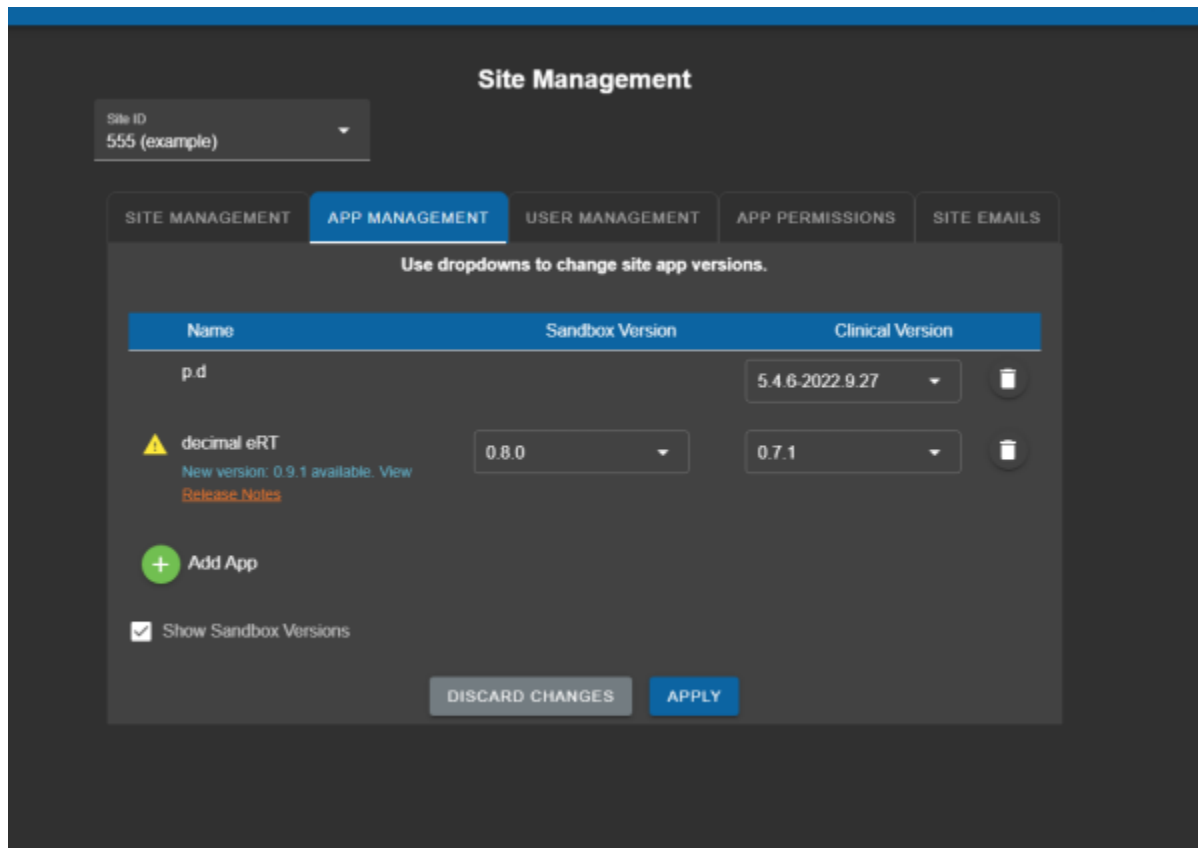 Site Management
Site ID
555 (example)
SITE MANAGEMENT APP MANAGEMENT USER MANAGEMENT APP PERMISSIONS SITE EMAILS
Use dropdowns to change site app versions.
Name Sandbox Version Clinical Version
p.d 5.4.6-2022.9.27
decimal eRT 0.8.0 0.7.1
New version: 0.9.1 available. View
Release Notes
Add App
Show Sandbox Versions
DISCARD CHANGES APPLY